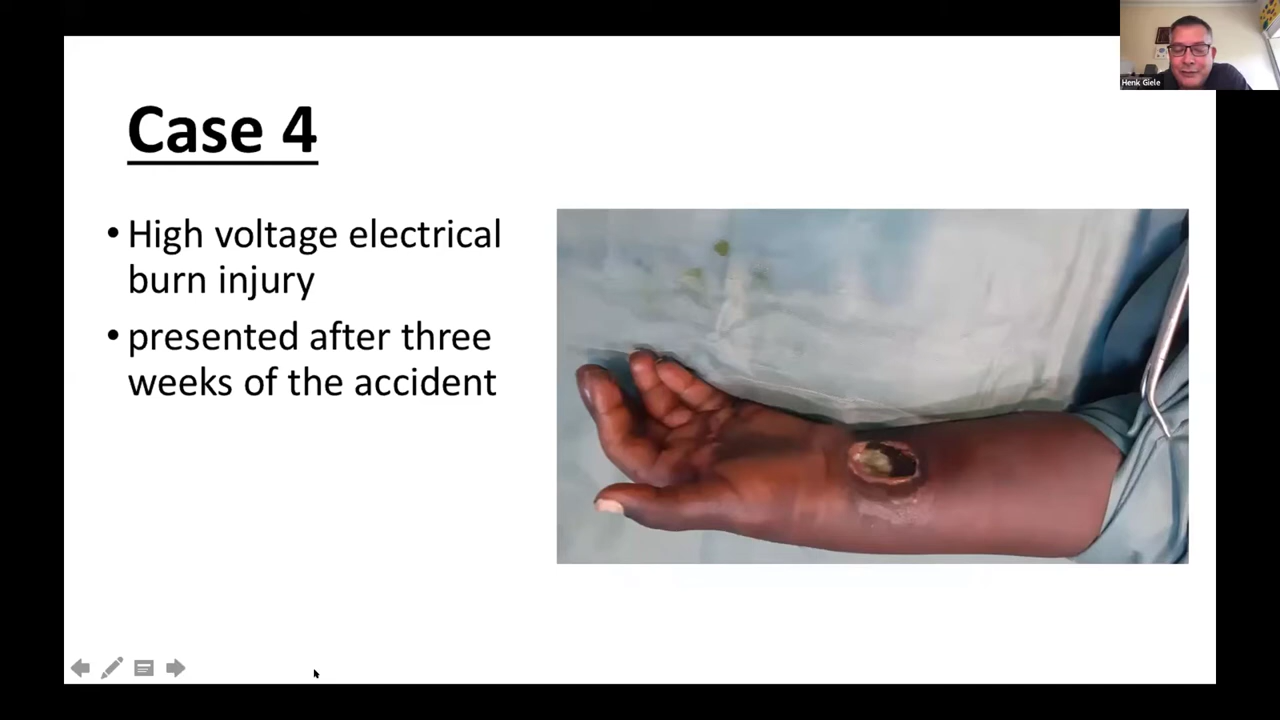 Case 4
• High voltage electrical
burn injury
• presented after three
weeks of the accident
Henk Giele